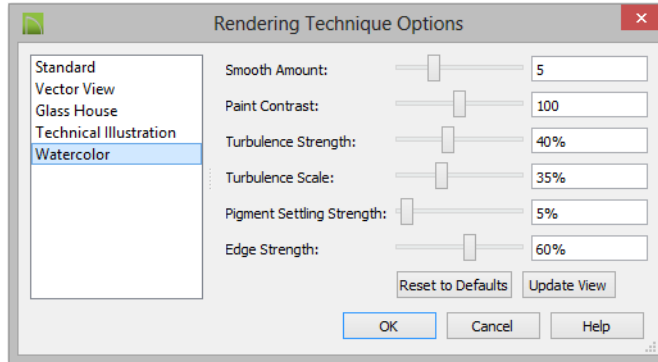 Rendering Technique Options
Standard
Vector View
Glass House
Technical Illustration
Watercolor
Smooth Amount: 5
Paint Contrast: 100
Turbulence Strength: 40%
Turbulence Scale: 35%
Pigment Settling Strength: 5%
Edge Strength: 60%
Reset to Defaults Update View
OK Cancel Help